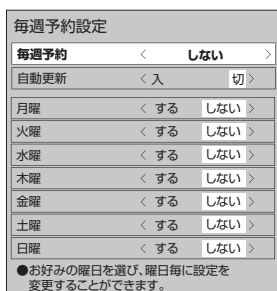 毎週予約設定
毎週予約 < しない >
自動更新 < 入 切 >
月曜 < する しない >
火曜 < する しない >
水曜 < する しない >
木曜 < する しない >
金曜 < する しない >
土曜 < する しない >
日曜 < する しない >
●お好みの曜日を選び、曜日毎に設定を
変更することができます。